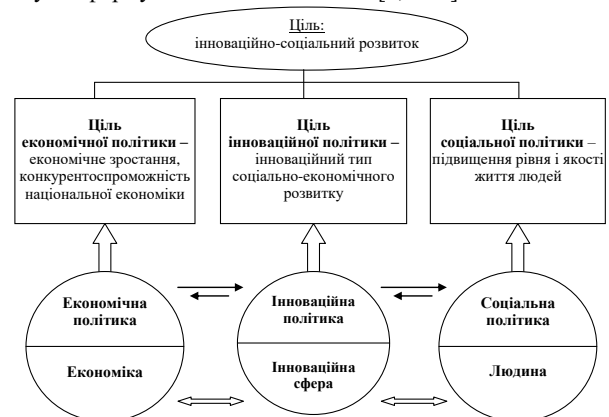 Ціль:
інноваційно-соціальний розвиток
Ціль
економічної політики –
економічне зростання,
конкурентоспроможність
національної економіки
Ціль
інноваційної політики –
інноваційний тип
соціально-економічного
розвитку
Ціль
соціальної політики –
підвищення рівня і якості
життя людей
Економічна
політика
Економіка
Інноваційна
політика
Інноваційна
сфера
Соціальна
політика
Людина